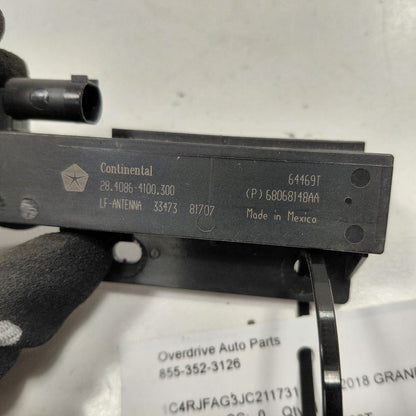 Continental
64469T
28.4086-4100.300
(P) 68068148AA
LF-ANTENNA 33473 81707
Made in Mexico
Overdrive Auto Parts
855-352-3126
1C4RJFAG3JC211731
2018 GRAN